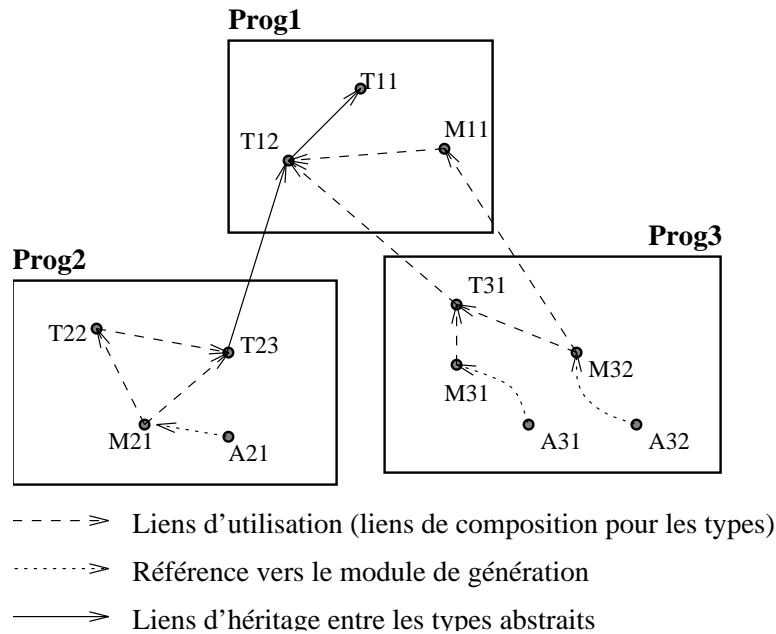 Prog1
T11
M11
T12
Prog3
Prog2
T31
T22
T23
M32
M31
M21
A21
A31
A32
Liens d'utilisation (liens de composition pour les types)
Référence vers le module de génération
Liens d'héritage entre les types abstraits